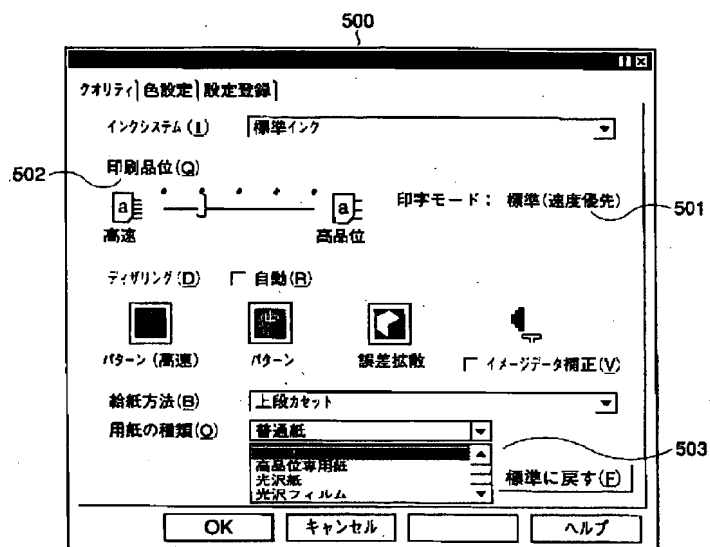 500
クオリティ 色設定 設定登録
インクシステム(I) 標準インク
502
印刷品位(Q)
a a
印字モード: 標準(速度優先)
501
高速 高品位
ディザリング(D) 自動(R)
パターン(高速) パターン 誤差拡散 イメージデータ補正(V)
給紙方法(B) 上段カセット
用紙の種類(O) 普通紙
503
高品位専用紙
光沢紙
光沢フィルム
標準に戻す(F)
OK キャンセル ヘルプ